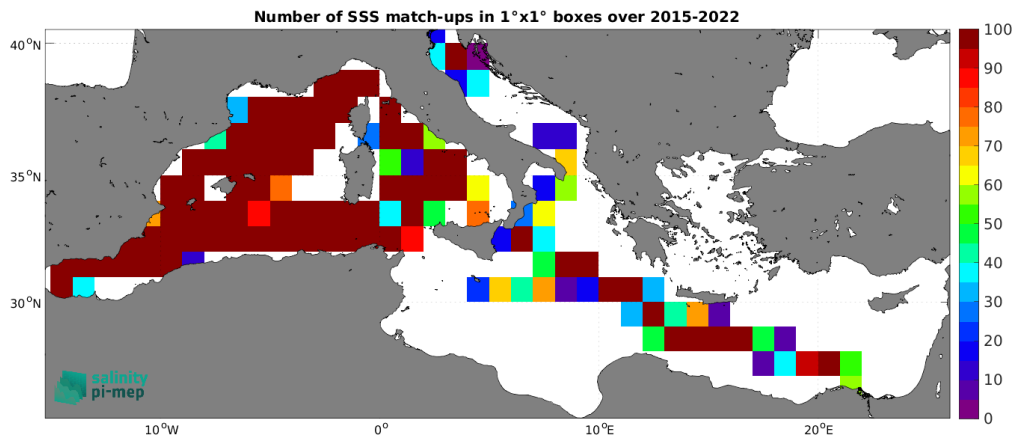 Number of SSS match-ups in 1°x1° boxes over 2015-2022
40°N
35°N
30°N
10°W
0°
10°E
20°E
100
90
80
70
60
50
40
30
20
10
0
salinity
pi-mep